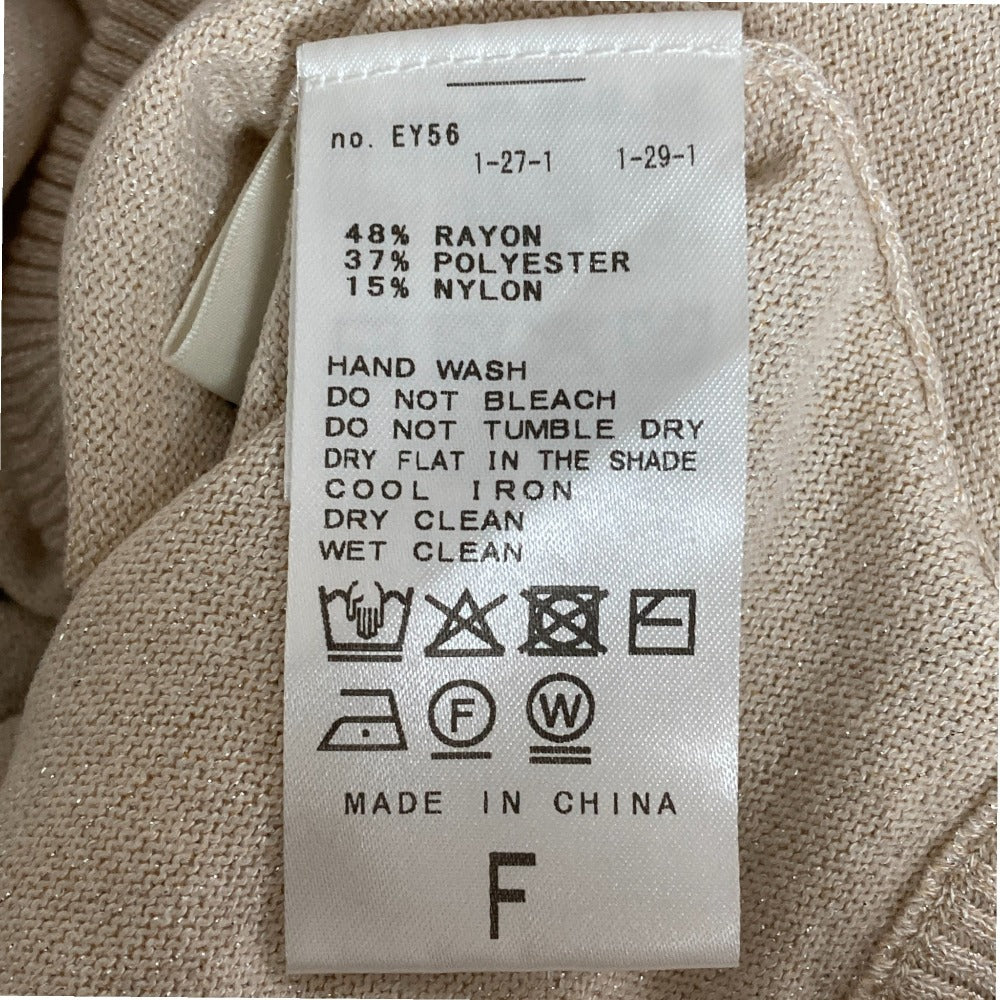 no. EY56
1-27-1 1-29-1
48% RAYON
37% POLYESTER
15% NYLON
HAND WASH
DO NOT BLEACH
DO NOT TUMBLE DRY
DRY FLAT IN THE SHADE
COOL IRON
DRY CLEAN
WET CLEAN
F W
MADE IN CHINA
F